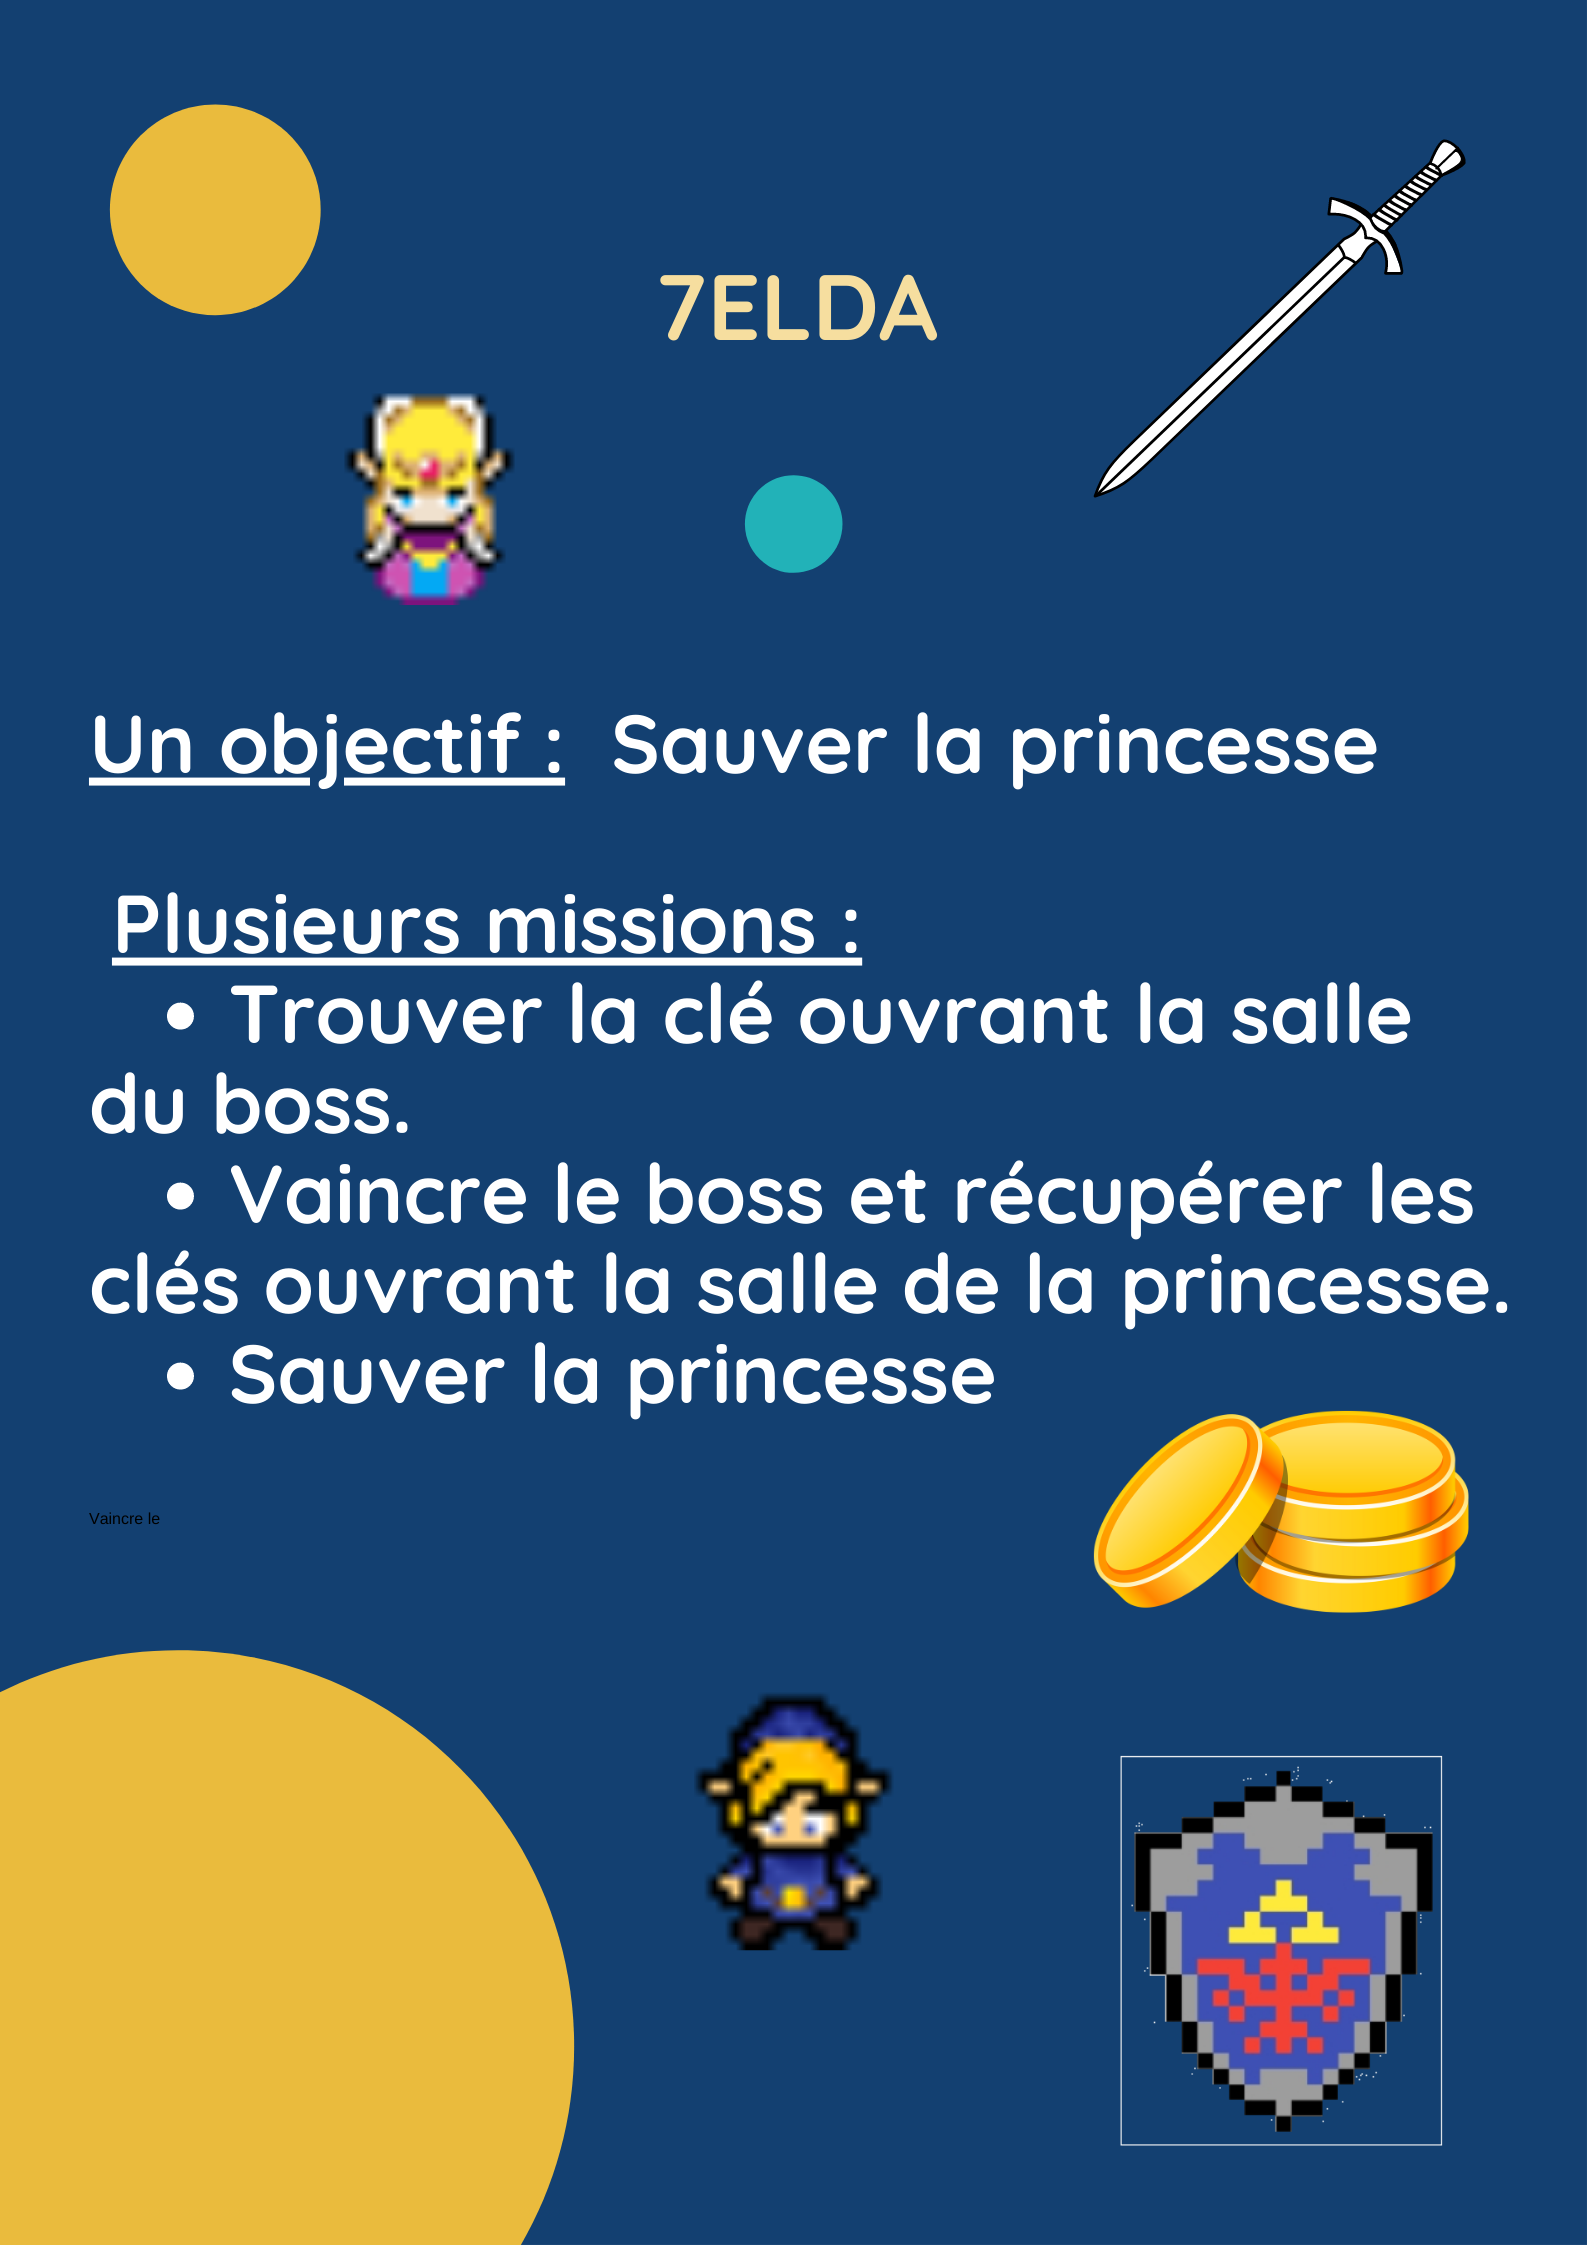 7ELDA
Un objectif :  Sauver la princesse
Plusieurs missions :
• Trouver la clé ouvrant la salle
du boss.
• Vaincre le boss et récupérer les
clés ouvrant la salle de la princesse.
• Sauver la princesse
Vaincre le